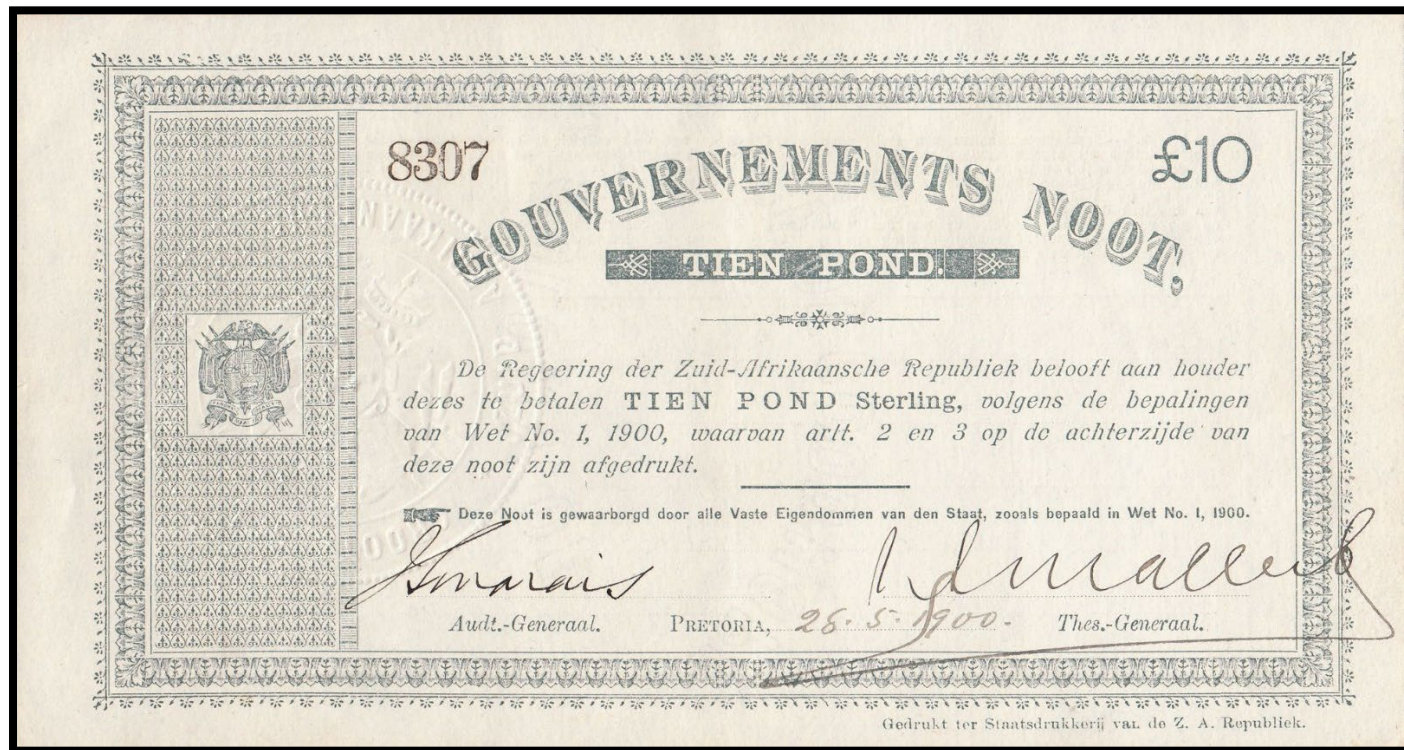 8307
£10
GOUVERNEMENTS NOOT.
TIEN POND.
De Regeering der Zuid-Afrikaansche Republiek belooft aan houder
dezes te betalen TIEN POND Sterling, volgens de bepalingen
van Wet No. 1, 1900, waarvan artt. 2 en 3 op de achterzijde van
deze noot zijn afgedrukt.
Deze Noot is gewaarborgd door alle Vaste Eigendommen van den Staat, zooals bepaald in Wet No. 1, 1900.
Audt.-Generaal. PRETORIA, 28.5.1900. Thes.-Generaal.
Gedrukt ter Staatsdrukkerij van de Z. A. Republiek.